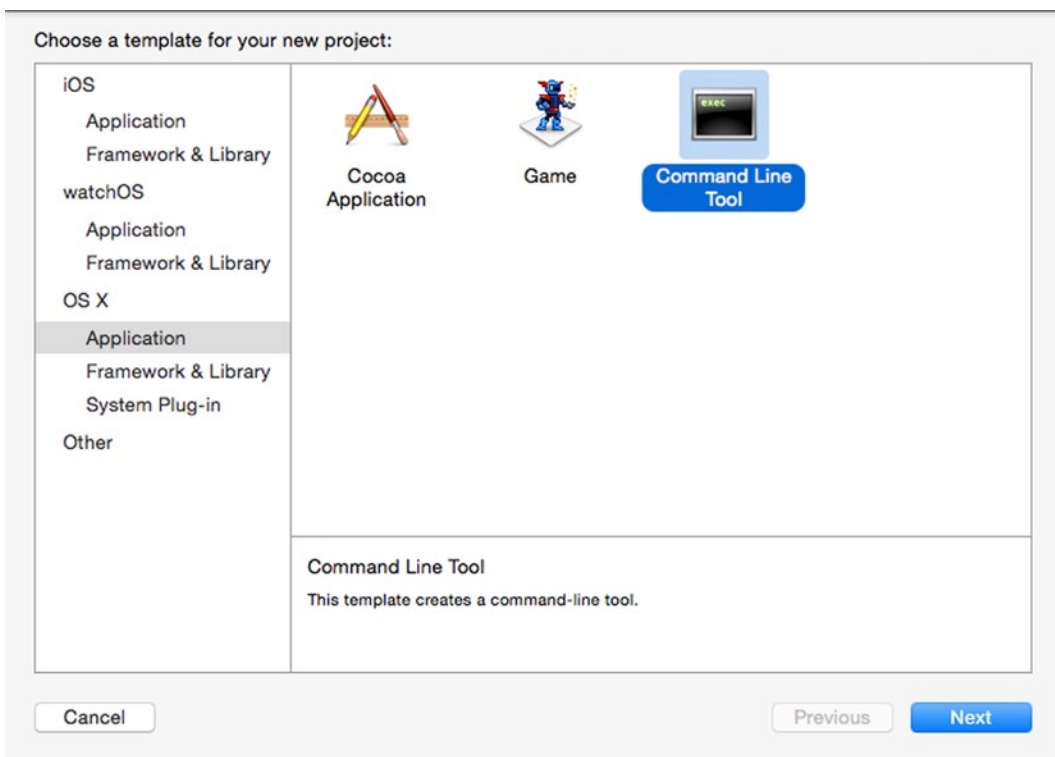 Choose a template for your new project:
iOS
Application
Framework & Library
watchOS
Application
Framework & Library
OS X
Application
Framework & Library
System Plug-in
Other
Cocoa
Application
Game
exec
Command Line
Tool
Command Line Tool
This template creates a command-line tool.
Cancel
Previous
Next